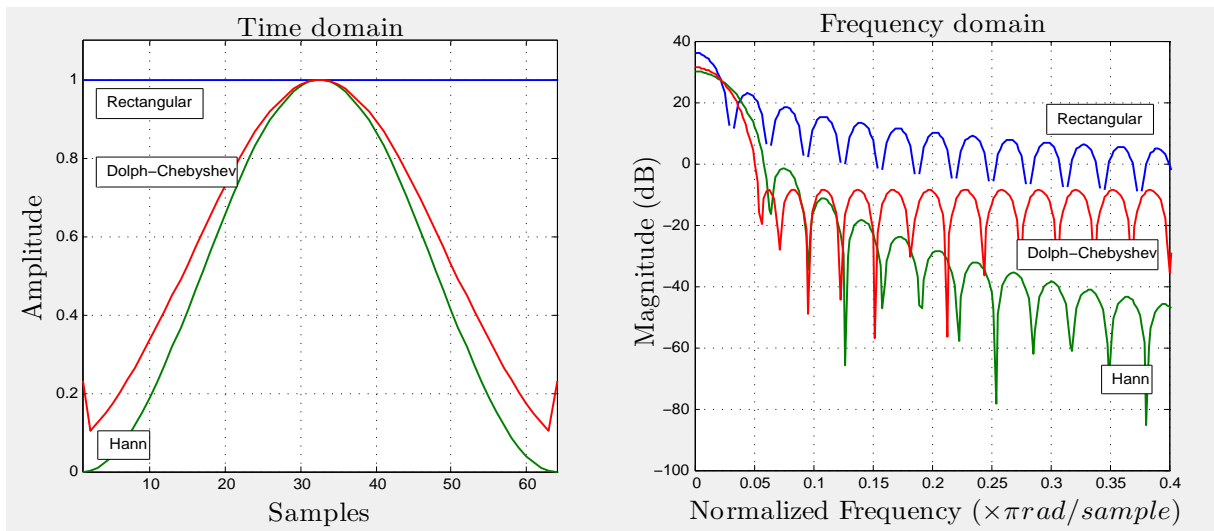 Time domain
Amplitude
1
0.8
0.6
0.4
0.2
0
Rectangular
Dolph−Chebyshev
Hann
10 20 30 40 50 60
Samples
Frequency domain
Magnitude (dB)
40
20
0
−20
−40
−60
−80
−100
Rectangular
Dolph−Chebyshev
Hann
0 0.05 0.1 0.15 0.2 0.25 0.3 0.35 0.4
Normalized Frequency (×πrad/sample)